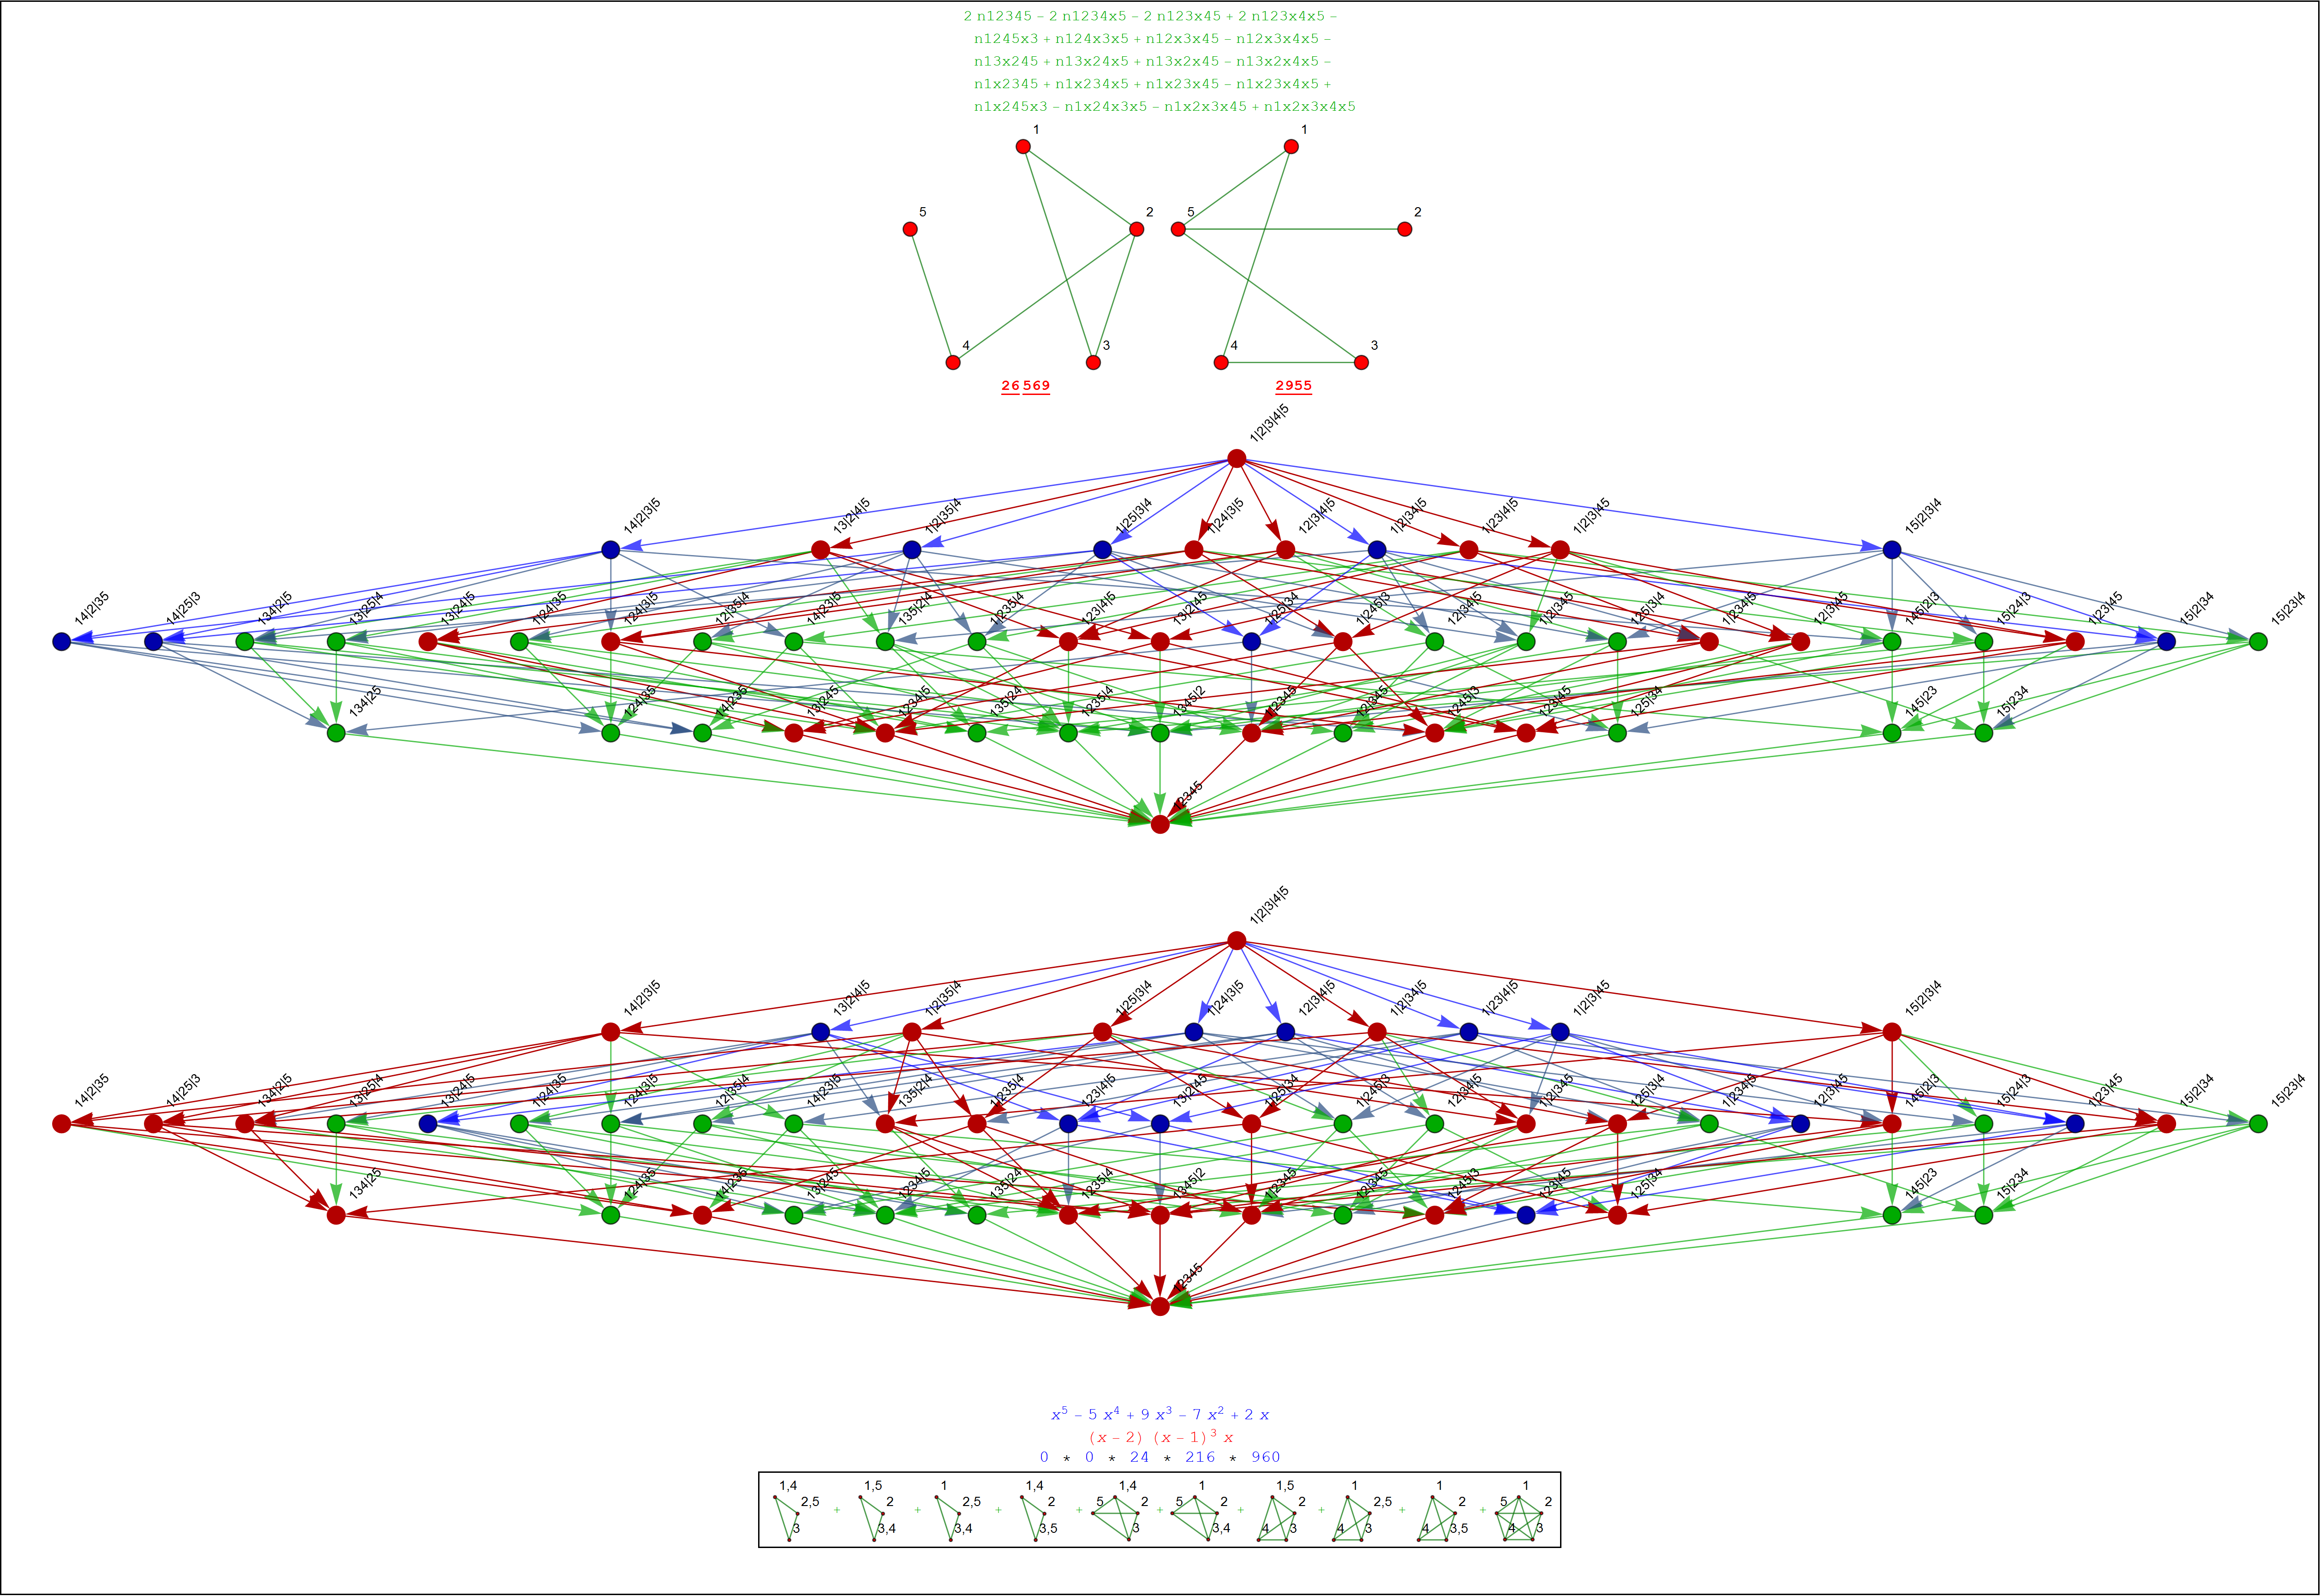 2 n12345 – 2 n1234x5 – 2 n123x45 + 2 n123x4x5 –
n1245x3 + n124x3x5 + n12x3x45 – n12x3x4x5 –
n13x245 + n13x24x5 + n13x2x45 – n13x2x4x5 –
n1x2345 + n1x234x5 + n1x23x45 – n1x23x4x5 +
n1x245x3 – n1x24x3x5 – n1x2x3x45 + n1x2x3x4x5
1 1
5 2 5 2
4 3 4 3
26 569 2955
1|2|3|4|5
14|2|3|5 13|2|4|5 1|2|35|4 1|25|3|4 1|24|3|5 12|3|4|5 1|2|34|5 1|23|4|5 1|2|3|45 15|2|3|4
14|2|35 14|25|3 134|2|5 13|25|4 13|24|5 1|24|35 124|3|5 12|35|4 14|23|5 135|2|4 1|235|4 123|4|5 13|2|45 1|25|34 1|245|3 12|34|5 1|2|345 125|3|4 1|234|5 12|3|45 145|2|3 15|24|3 1|23|45 15|2|34 15|23|4
134|25 124|35 14|235 13|245 1234|5 135|24 1235|4 1345|2 1|2345 12|345 1245|3 123|45 125|34 145|23 15|234
12345
1|2|3|4|5
14|2|3|5 13|2|4|5 1|2|35|4 1|25|3|4 1|24|3|5 12|3|4|5 1|2|34|5 1|23|4|5 1|2|3|45 15|2|3|4
14|2|35 14|25|3 134|2|5 13|25|4 13|24|5 1|24|35 124|3|5 12|35|4 14|23|5 135|2|4 1|235|4 123|4|5 13|2|45 1|25|34 1|245|3 12|34|5 1|2|345 125|3|4 1|234|5 12|3|45 145|2|3 15|24|3 1|23|45 15|2|34 15|23|4
134|25 124|35 14|235 13|245 1234|5 135|24 1235|4 1345|2 1|2345 12|345 1245|3 123|45 125|34 145|23 15|234
12345
x⁵ – 5 x⁴ + 9 x³ – 7 x² + 2 x
(x – 2) (x – 1)³ x
0 * 0 * 24 * 216 * 960
1,4 2,5 3 + 1,5 2 3,4 + 1 2,5 3,4 + 1,4 2 3,5 + 1,4 5 2 3 + 1 5 2 3,4 + 1,5 2 4 3 + 1 2,5 4 3 + 1 2 4 3,5 + 1 5 2 4 3